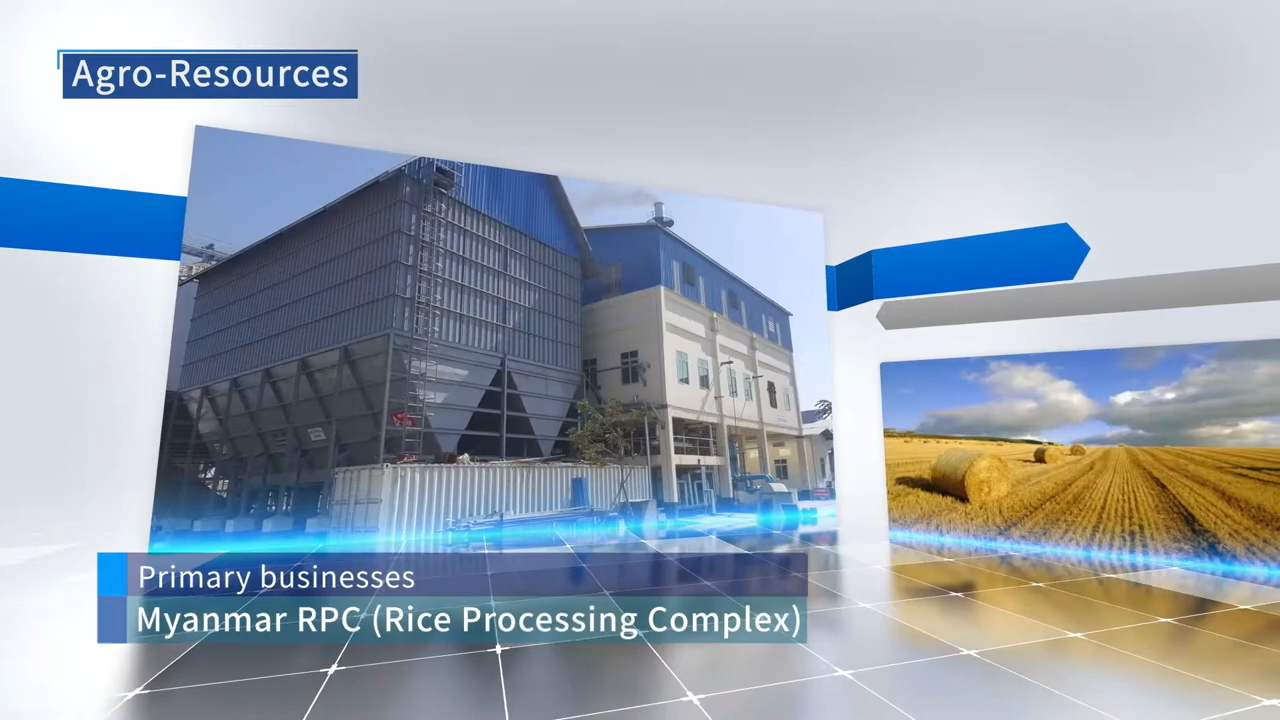 Agro-Resources
Primary businesses
Myanmar RPC (Rice Processing Complex)